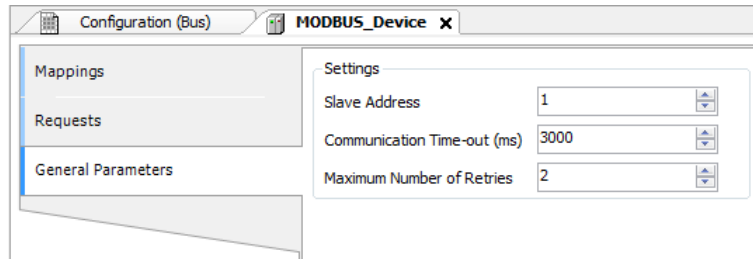 Configuration (Bus) MODBUS_Device x
Mappings
Requests
General Parameters
Settings
Slave Address 1
Communication Time-out (ms) 3000
Maximum Number of Retries 2